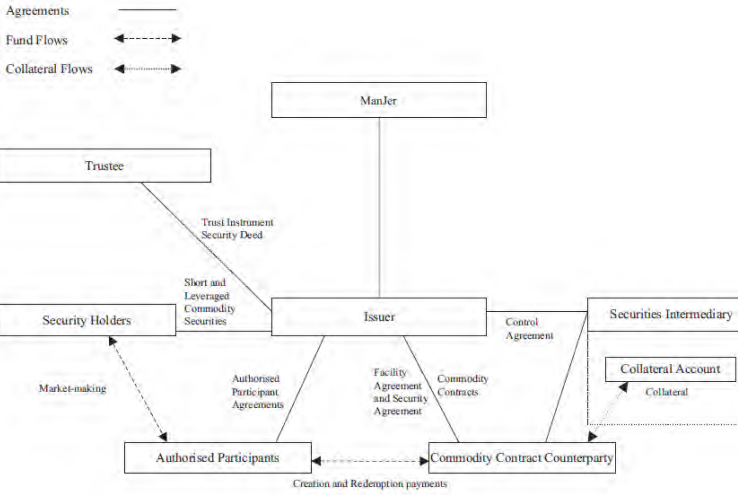 Agreements
Fund Flows
Collateral Flows
ManJer
Trustee
Trust Instrument
Security Deed
Short and
Leveraged
Commodity
Securities
Security Holders
Issuer
Securities Intermediary
Control
Agreement
Collateral Account
Collateral
Market-making
Authorised
Participant
Agreements
Facility
Agreement
and Security
Agreement
Commodity
Contracts
Authorised Participants
Commodity Contract Counterparty
Creation and Redemption payments